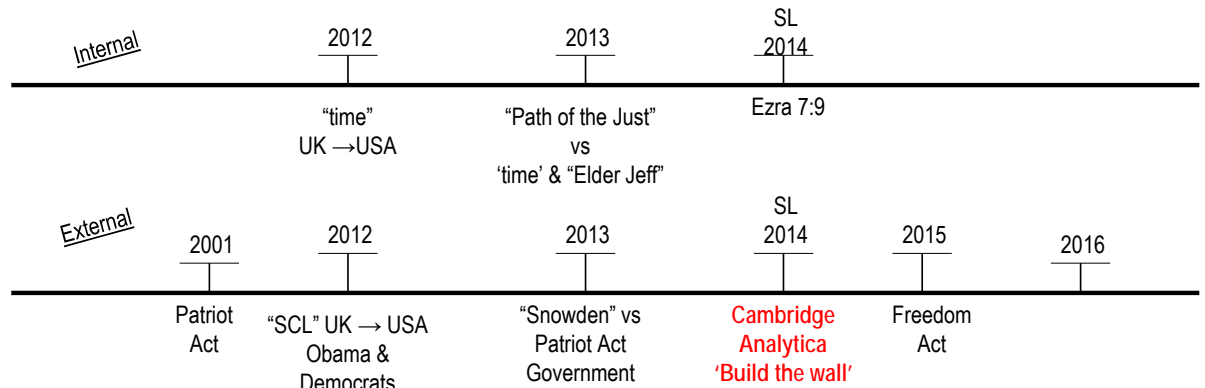 Internal
2012
2013
SL
2014
"time"
UK →USA
"Path of the Just"
vs
'time' & "Elder Jeff"
Ezra 7:9
External
2001
2012
2013
SL
2014
2015
2016
Patriot
Act
"SCL" UK → USA
Obama &
Democrats
"Snowden" vs
Patriot Act
Government
Cambridge
Analytica
'Build the wall'
Freedom
Act